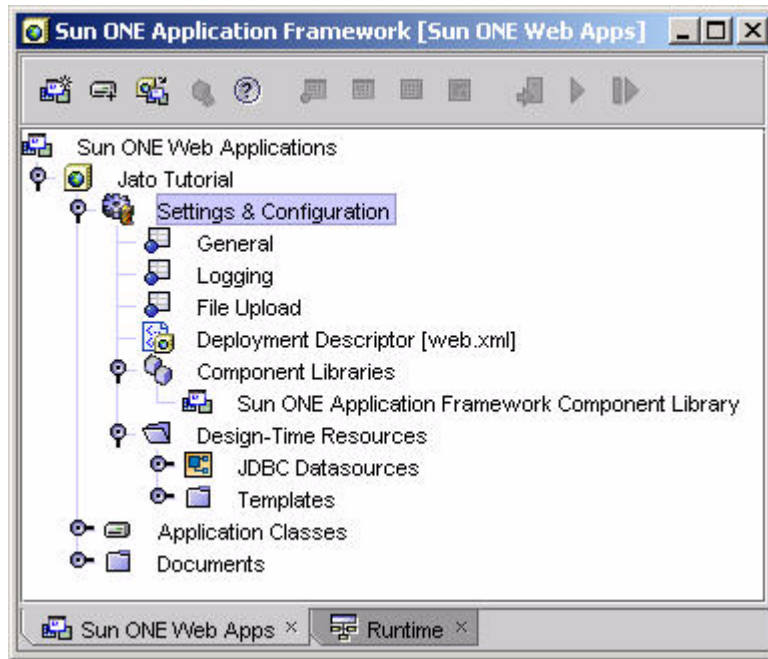 Sun ONE Application Framework [Sun ONE Web Apps]
Sun ONE Web Applications
Jato Tutorial
Settings & Configuration
General
Logging
File Upload
Deployment Descriptor [web.xml]
Component Libraries
Sun ONE Application Framework Component Library
Design-Time Resources
JDBC Datasources
Templates
Application Classes
Documents
Sun ONE Web Apps × Runtime ×